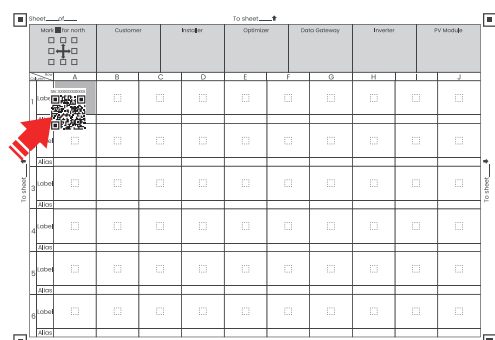 Sheet___of___ To sheet___
Mark for north Customer Installer Optimizer Data Gateway Inverter PV Module
A B C D E F G H I J
1 Label
Alias
Label
Alias
3 Label
Alias
4 Label
Alias
5 Label
Alias
6 Label
Alias
To sheet___
To sheet___